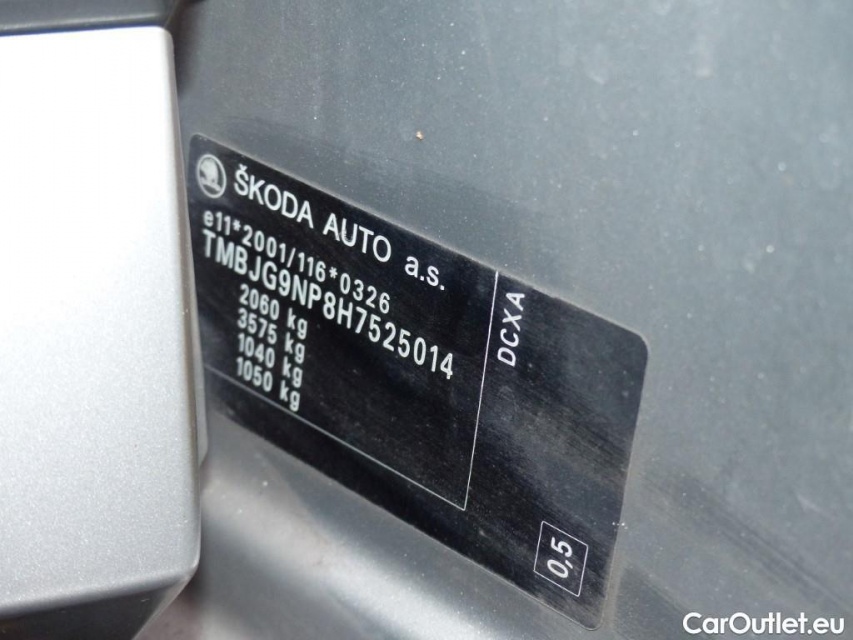 ŠKODA AUTO a.s.
e11*2001/116*0326
TMBJG9NP8H7525014
2060 kg
3575 kg
1040 kg
1050 kg
DCXA
0,5
CarOutlet.eu